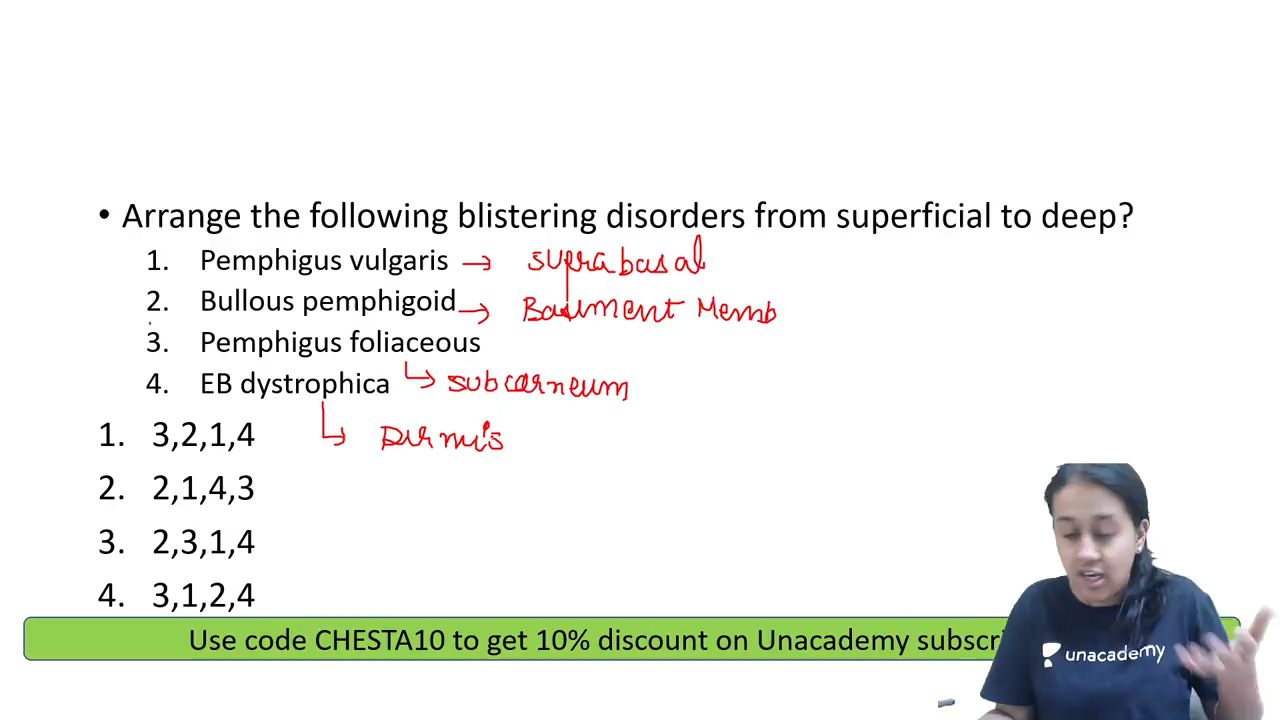 • Arrange the following blistering disorders from superficial to deep?
1. Pemphigus vulgaris → suprabasal
2. Bullous pemphigoid → Basement Memb
3. Pemphigus foliaceous
4. EB dystrophica ↳ subcorneum
1. 3,2,1,4 ↳ Dermis
2. 2,1,4,3
3. 2,3,1,4
4. 3,1,2,4
Use code CHESTA10 to get 10% discount on Unacademy subscri
unacademy